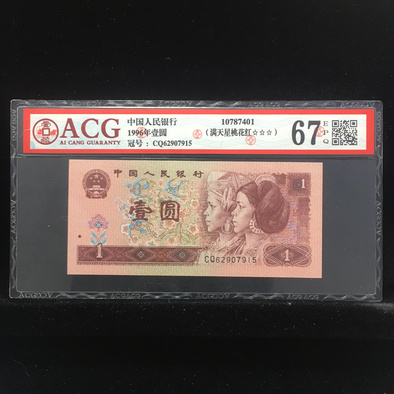 ACG
AI CANG GUARANTY
中国人民银行
1996年壹圆
冠号：CQ62907915
10787401
（满天星桃花红☆☆☆）
67
EPQ
中国人民银行
壹圆
1
1
1
CQ62907915